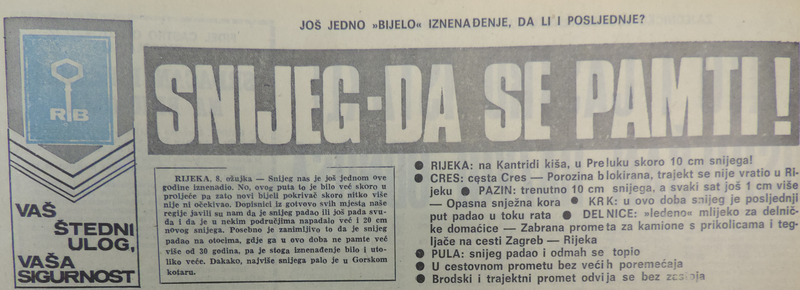 JOŠ JEDNO »BIJELO« IZNENAĐENJE, DA LI I POSLJEDNJE?
SNIJEG-DA SE PAMTI!
RB
VAŠ
ŠTEDNI
ULOG,
VAŠA
SIGURNOST
RIJEKA, 8. ožujka — Snijeg nas je još jednom ove
godine iznenadio. No, ovog puta to je bilo već skoro u
proljeće pa zato novi bijeli pokrivač skoro nitko više
nije ni očekivao. Dopisnici iz gotovo svih mjesta naše
regije javili su nam da je snijeg padao ili još pada svu-
da i da je u nekim područjima napadalo već i 20 cm
novog snijega. Posebno je zanimljivo to da je snijeg
padao na otocima, gdje ga u ovo doba ne pamte već
više od 30 godina, pa je stoga iznenađenje bilo i uto-
liko veće. Dakako, najviše snijega palo je u Gorskom
kotaru.
● RIJEKA: na Kantridi kiša, u Preluku skoro 10 cm snijega!
● CRES: cesta Cres — Porozina blokirana, trajekt se nije vratio u Ri-
jeku ● PAZIN: trenutno 10 cm snijega, a svaki sat još 1 cm više
— Opasna snježna kora ● KRK: u ovo doba snijeg je posljednji
put padao u toku rata ● DELNICE: »ledeno« mlijeko za delnič-
ke domaćice — Zabrana prometa za kamione s prikolicama i teg-
ljače na cesti Zagreb — Rijeka
● PULA: snijeg padao i odmah se topio
● U cestovnom prometu bez većih poremećaja
● Brodski i trajektni promet odvija se bez zastoja